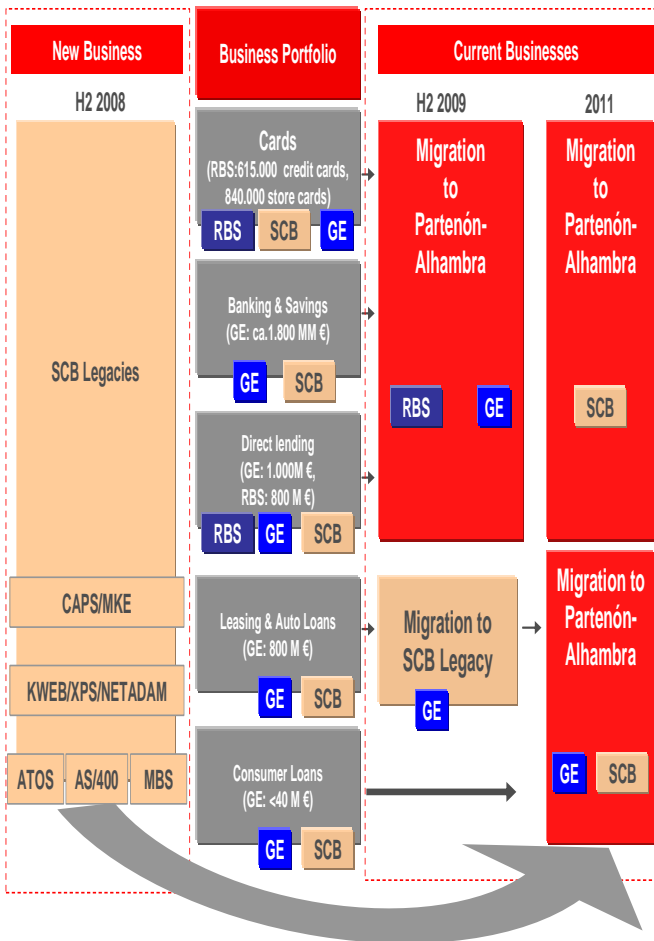 New Business
H2 2008
SCB Legacies
CAPS/MKE
KWEB/XPS/NETADAM
ATOS
AS/400
MBS
Business Portfolio
Cards
(RBS:615.000 credit cards,
840.000 store cards)
RBS
SCB
GE
Banking & Savings
(GE: ca.1.800 MM €)
GE
SCB
Direct lending
(GE: 1.000M €,
RBS: 800 M €)
RBS
GE
SCB
Leasing & Auto Loans
(GE: 800 M €)
GE
SCB
Consumer Loans
(GE: <40 M €)
GE
SCB
Current Businesses
H2 2009
Migration
to
Partenón-
Alhambra
RBS
GE
Migration to
SCB Legacy
GE
2011
Migration
to
Partenón-
Alhambra
SCB
Migration to
Partenón-
Alhambra
GE
SCB